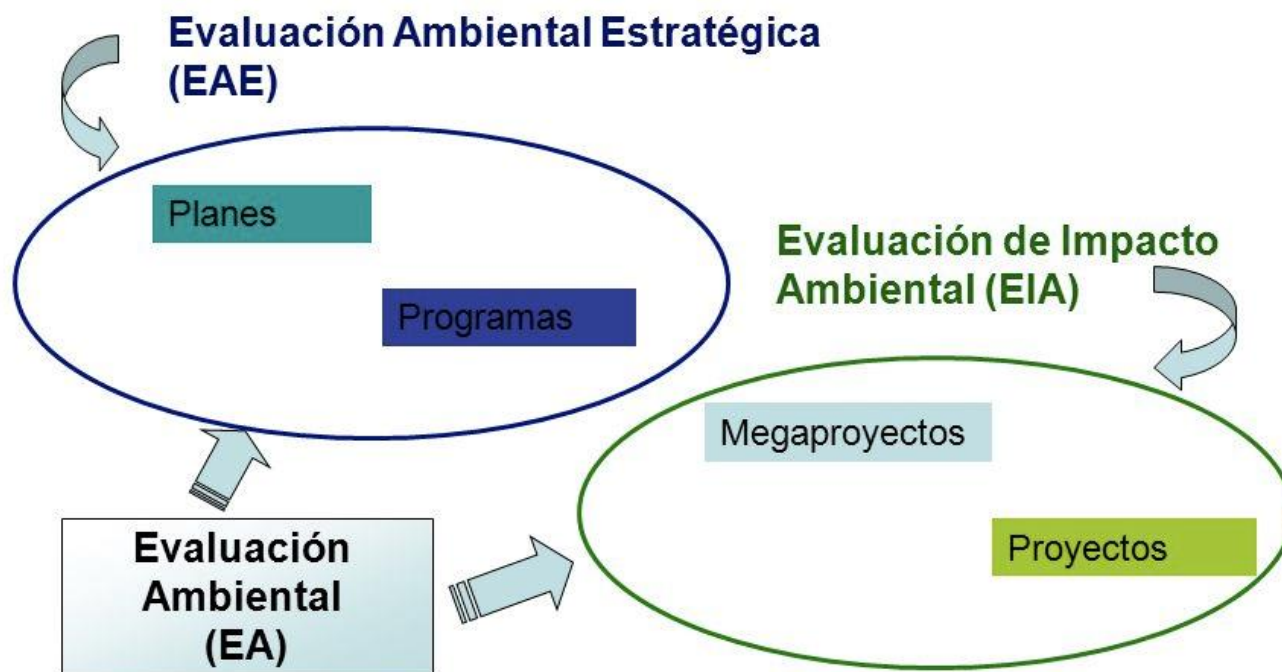 Evaluación Ambiental Estratégica
(EAE)
Planes
Programas
Evaluación de Impacto
Ambiental (EIA)
Megaproyectos
Proyectos
Evaluación
Ambiental
(EA)